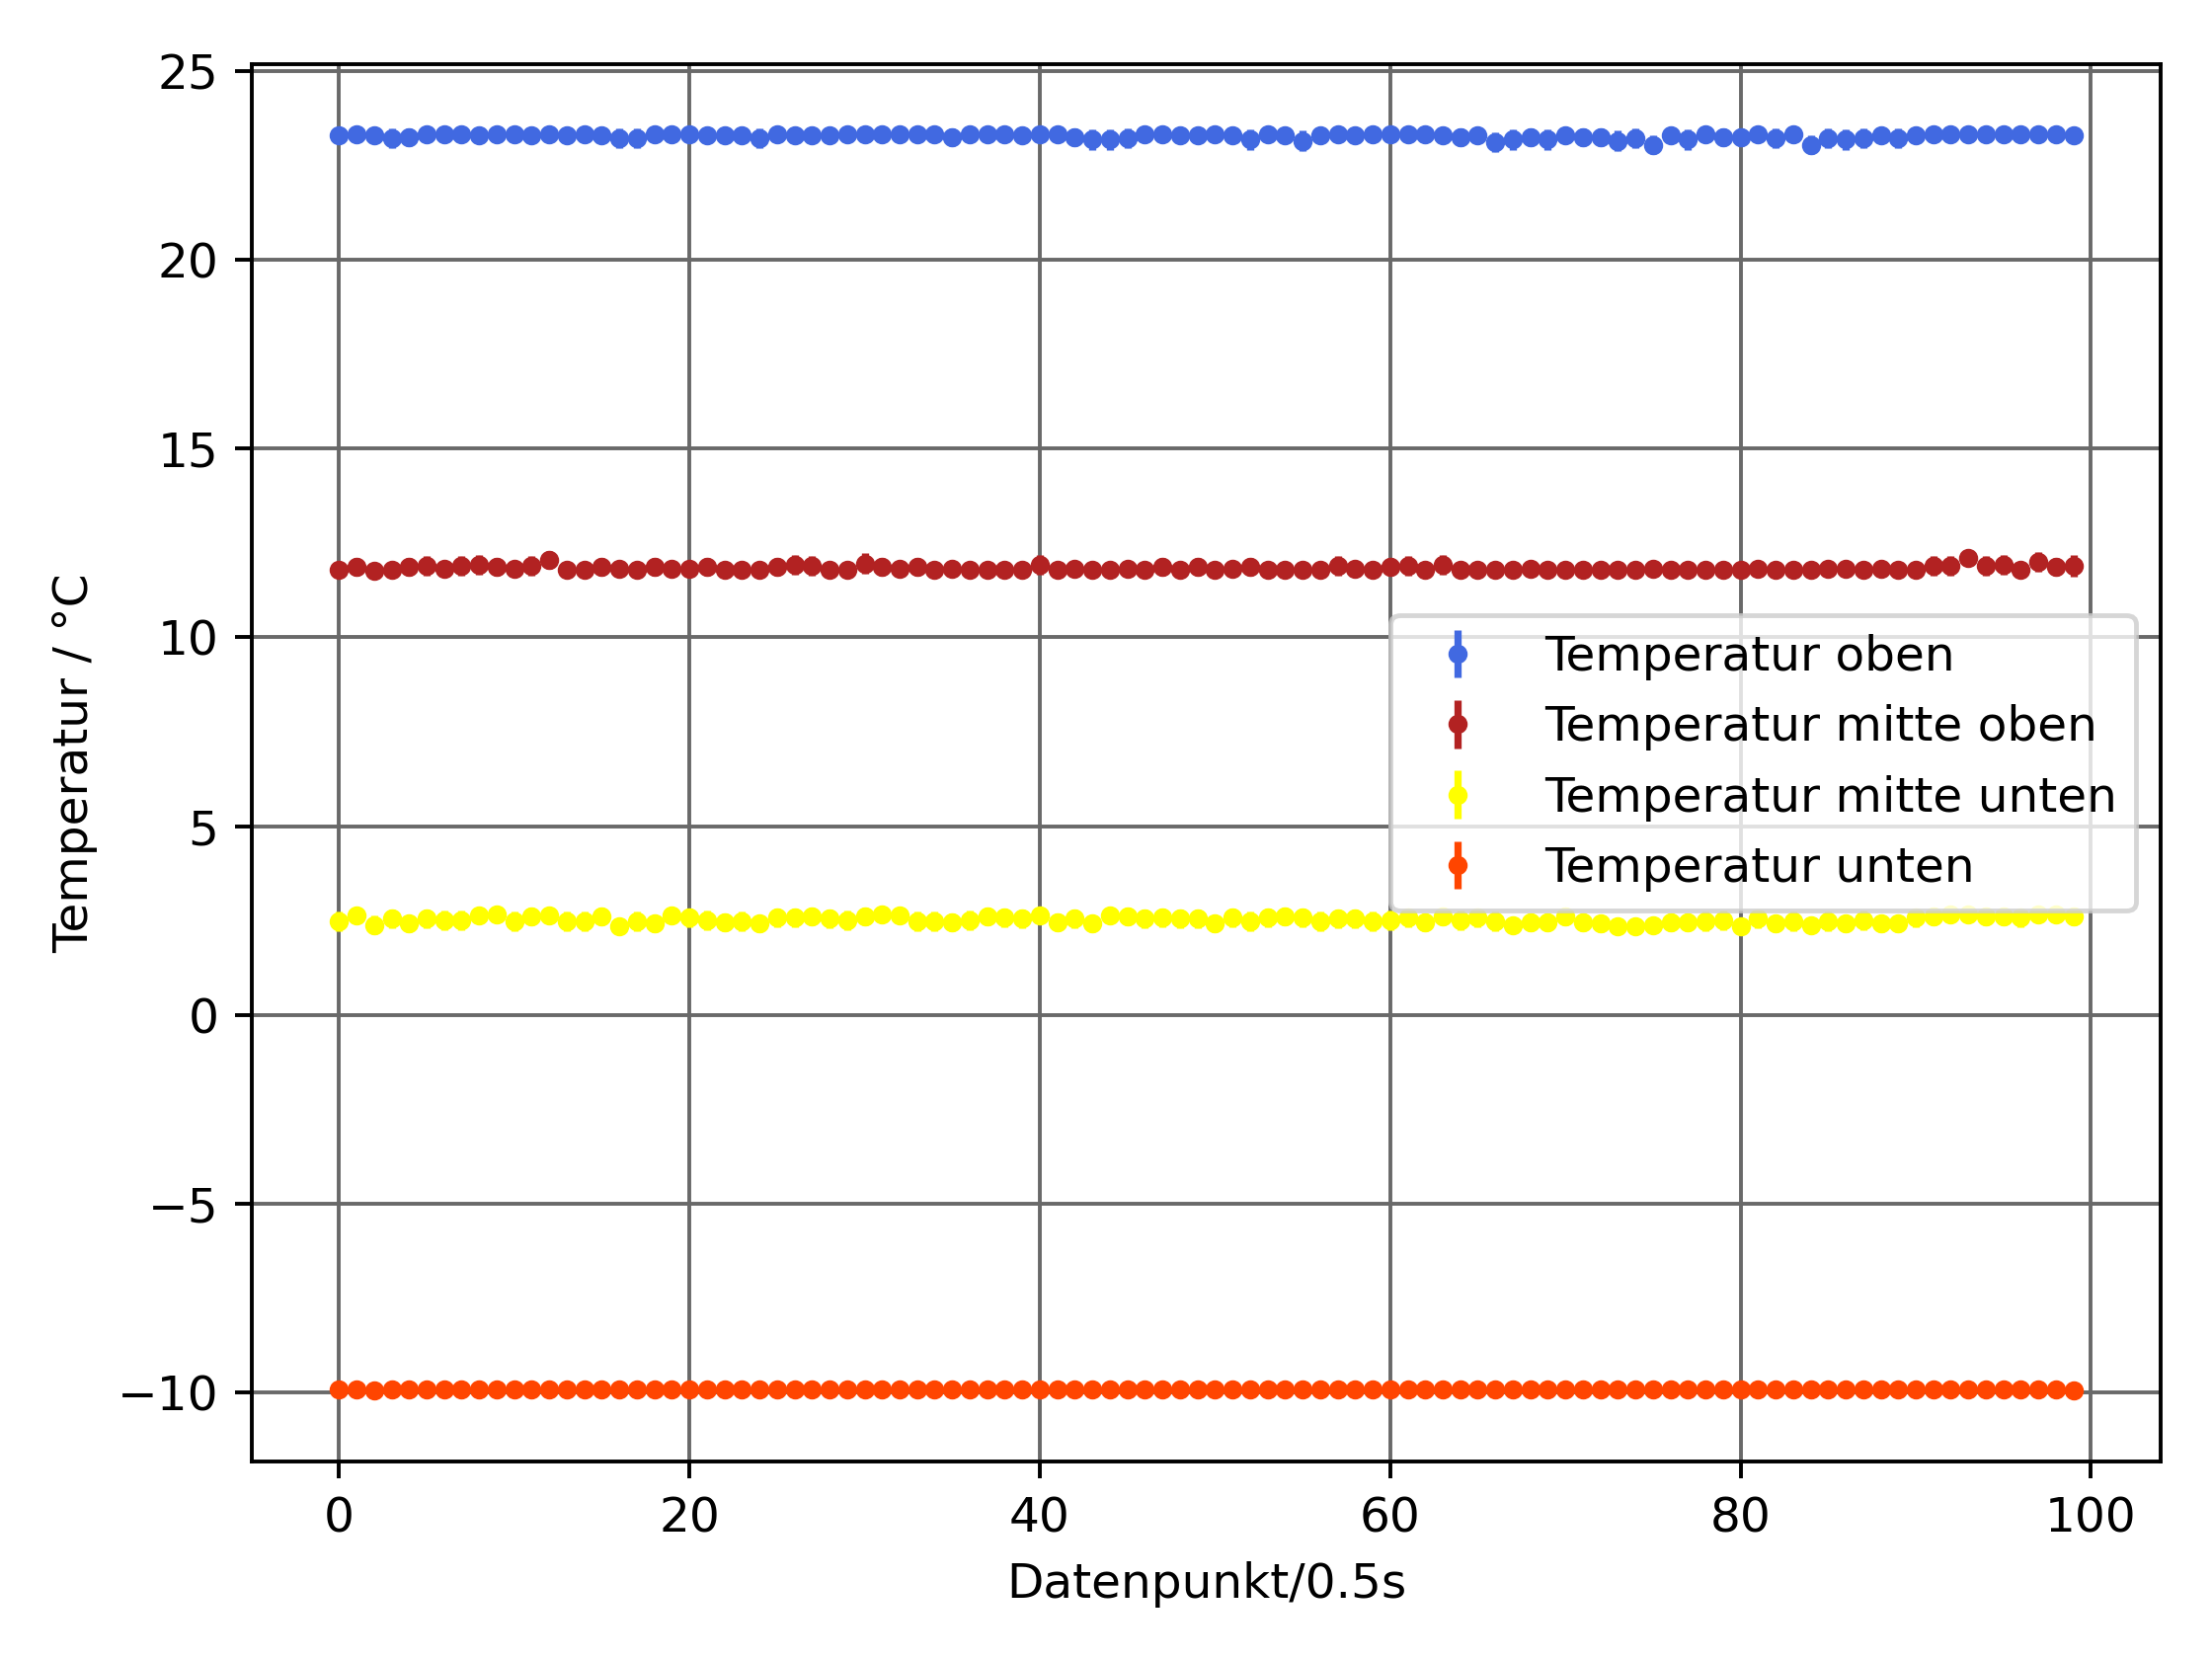 25
20
15
10
5
0
−5
−10
Temperatur / °C
Temperatur oben
Temperatur mitte oben
Temperatur mitte unten
Temperatur unten
0 20 40 60 80 100
Datenpunkt/0.5s